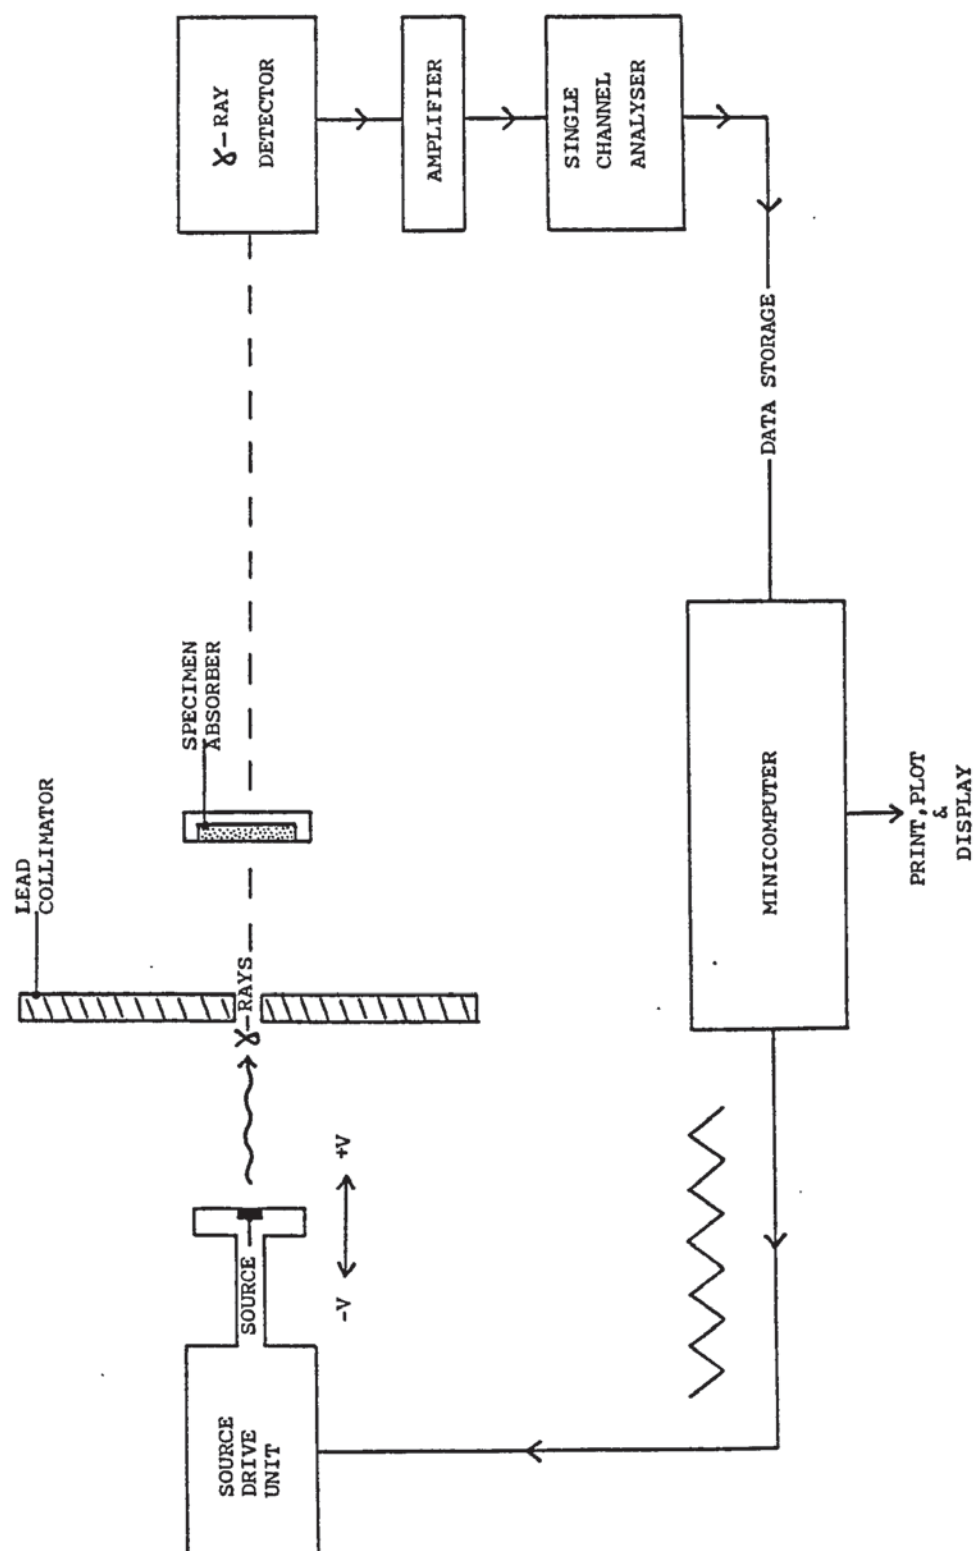 LEAD
COLLIMATOR
SPECIMEN
ABSORBER
SOURCE
DRIVE
UNIT
SOURCE
ɣ-RAYS
ɣ-RAY
DETECTOR
-V
+V
AMPLIFIER
SINGLE
CHANNEL
ANALYSER
DATA STORAGE
MINICOMPUTER
PRINT,PLOT
&
DISPLAY